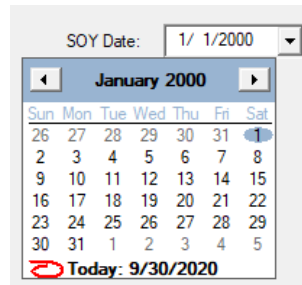 SOY Date: 1/ 1/2000
January 2000
Sun Mon Tue Wed Thu Fri Sat
26 27 28 29 30 31 1
2 3 4 5 6 7 8
9 10 11 12 13 14 15
16 17 18 19 20 21 22
23 24 25 26 27 28 29
30 31 1 2 3 4 5
Today: 9/30/2020